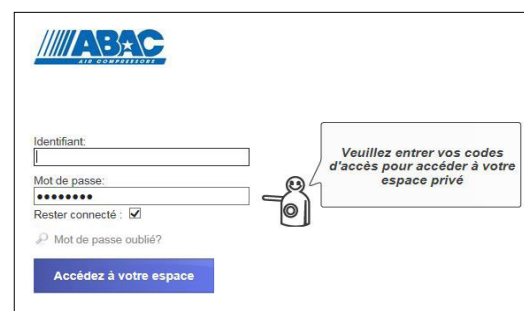 ABAC
AIR COMPRESSORS
Identifiant:
Mot de passe:
Rester connecté :
Mot de passe oublié?
Accédez à votre espace
Veuillez entrer vos codes
d'accès pour accéder à votre
espace privé